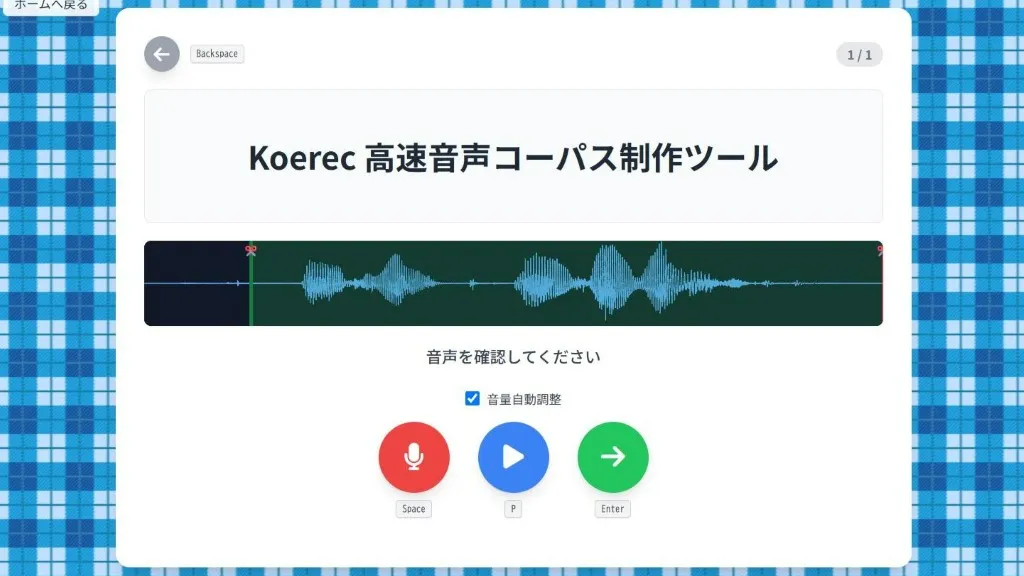 ホームへ戻る
Backspace
1 / 1
Koerec 高速音声コーパス制作ツール
音声を確認してください
音量自動調整
Space
P
Enter